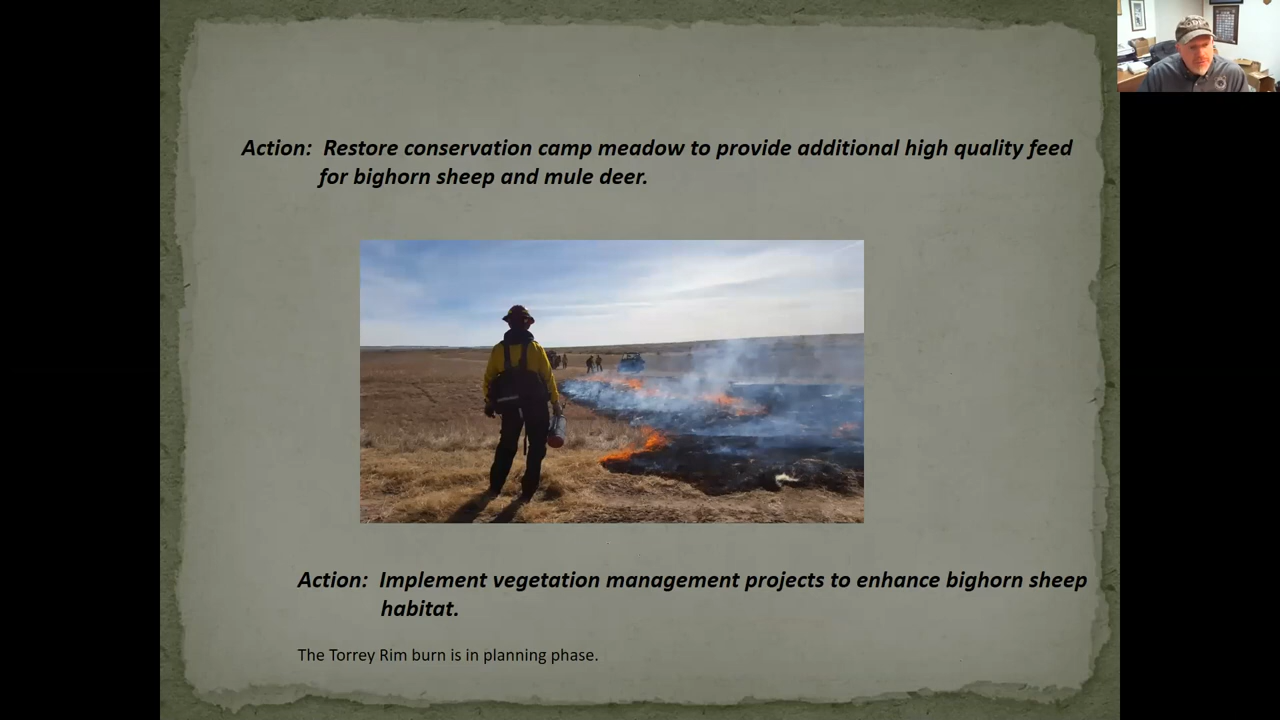 Action: Restore conservation camp meadow to provide additional high quality feed
for bighorn sheep and mule deer.
Action: Implement vegetation management projects to enhance bighorn sheep
habitat.
The Torrey Rim burn is in planning phase.